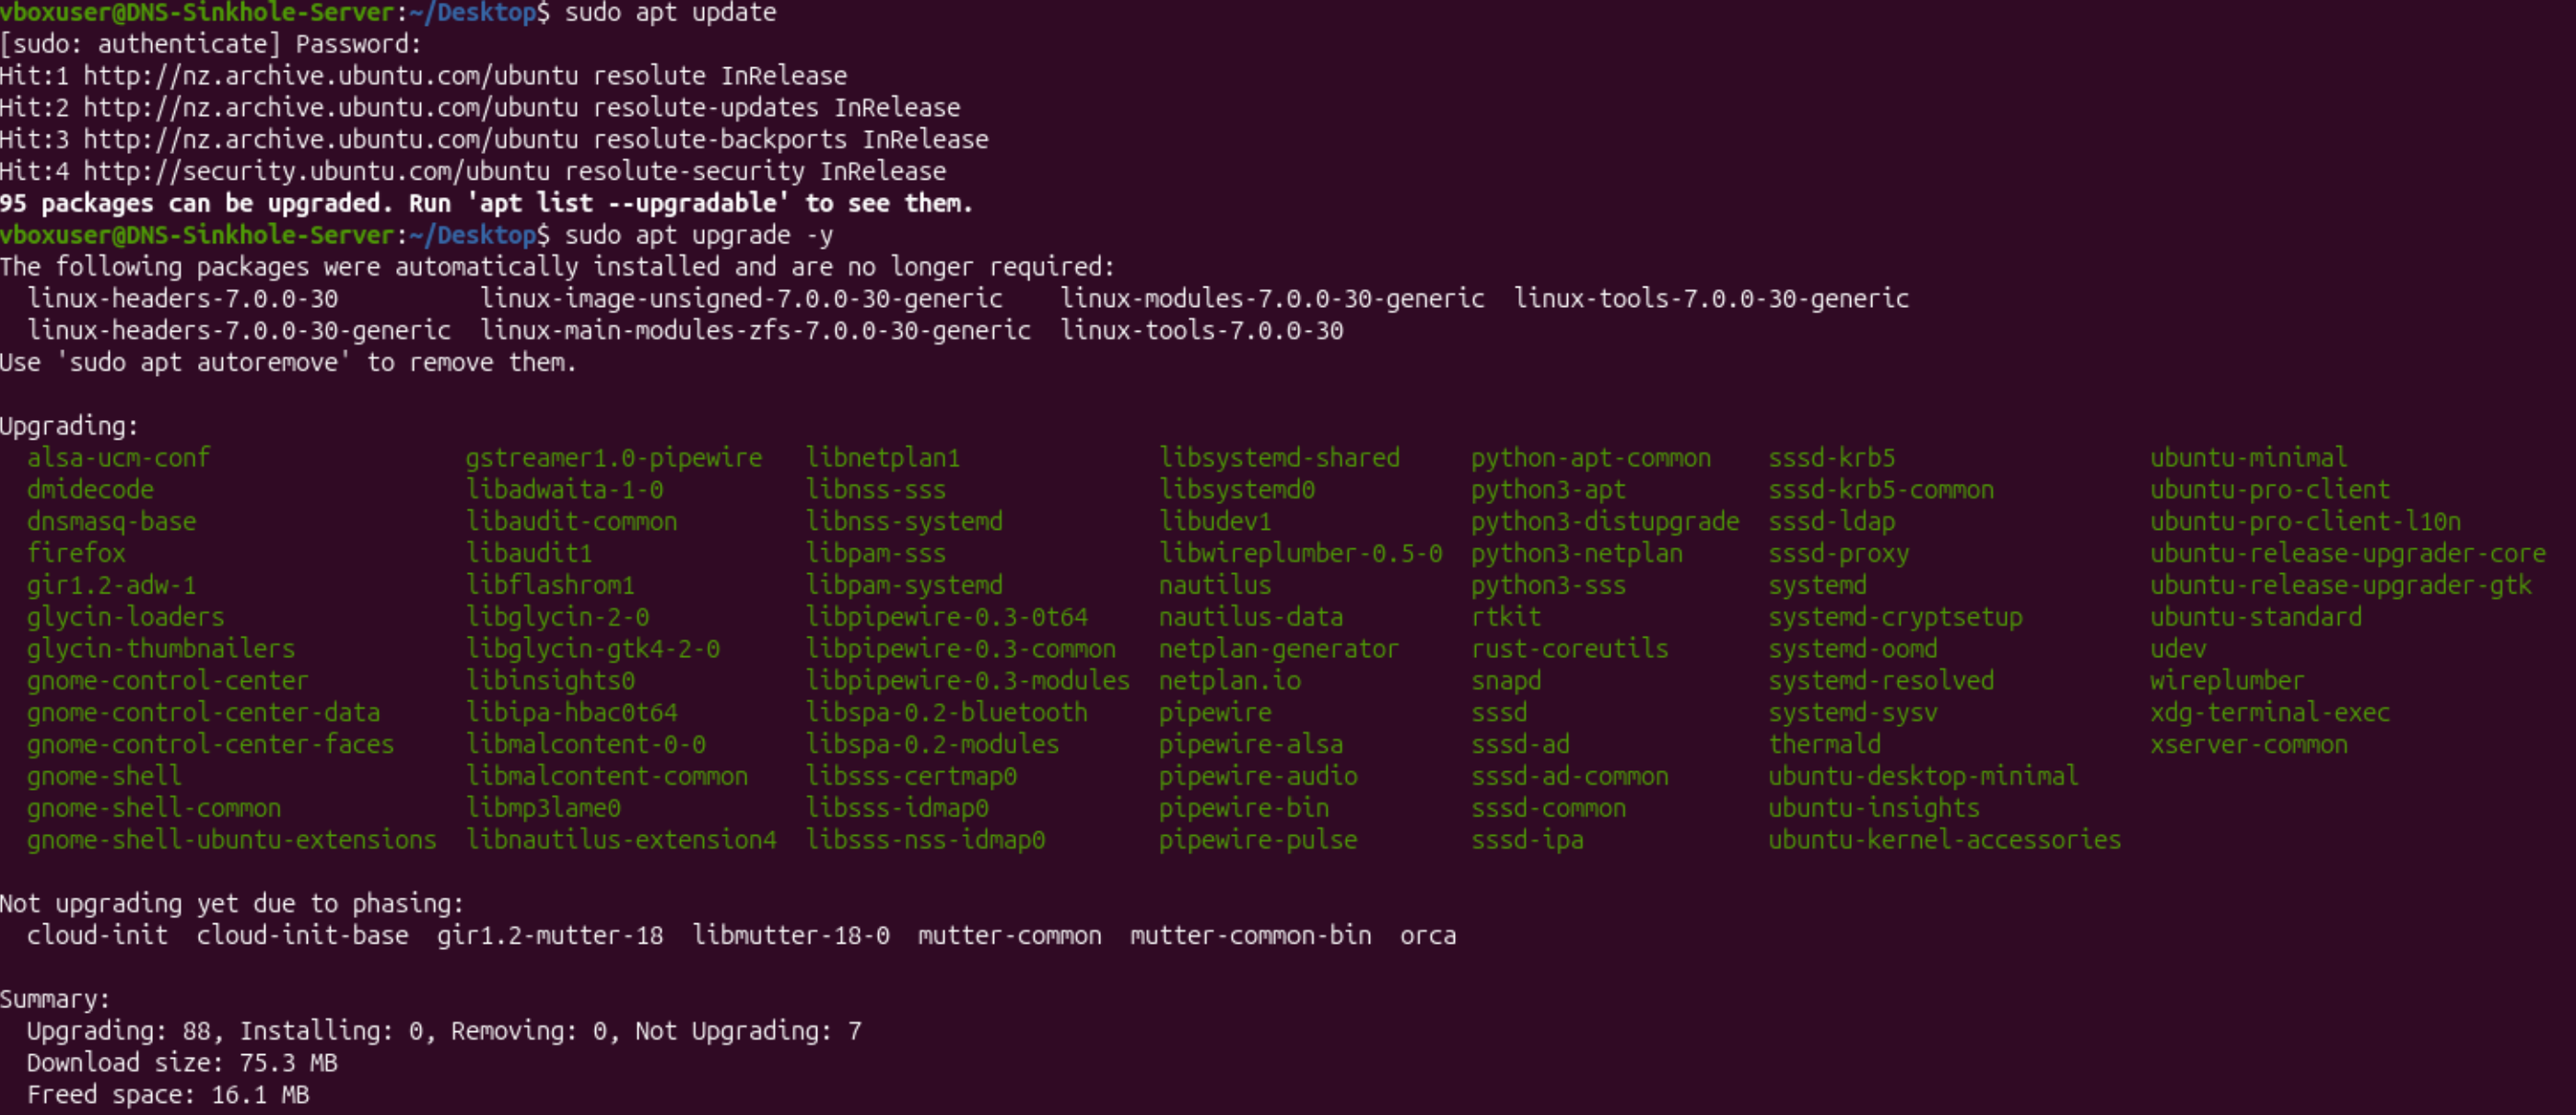 vboxuser@DNS-Sinkhole-Server:~/Desktop$ sudo apt update
[sudo: authenticate] Password:
Hit:1 http://nz.archive.ubuntu.com/ubuntu resolute InRelease
Hit:2 http://nz.archive.ubuntu.com/ubuntu resolute-updates InRelease
Hit:3 http://nz.archive.ubuntu.com/ubuntu resolute-backports InRelease
Hit:4 http://security.ubuntu.com/ubuntu resolute-security InRelease
95 packages can be upgraded. Run 'apt list --upgradable' to see them.
vboxuser@DNS-Sinkhole-Server:~/Desktop$ sudo apt upgrade -y
The following packages were automatically installed and are no longer required:
  linux-headers-7.0.0-30          linux-image-unsigned-7.0.0-30-generic    linux-modules-7.0.0-30-generic  linux-tools-7.0.0-30-generic
  linux-headers-7.0.0-30-generic  linux-main-modules-zfs-7.0.0-30-generic  linux-tools-7.0.0-30
Use 'sudo apt autoremove' to remove them.

Upgrading:
  alsa-ucm-conf                  gstreamer1.0-pipewire  libnetplan1              libsystemd-shared    python-apt-common   sssd-krb5                  ubuntu-minimal
  dmidecode                      libadwaita-1-0         libnss-sss               libsystemd0          python3-apt         sssd-krb5-common           ubuntu-pro-client
  dnsmasq-base                   libaudit-common        libnss-systemd           libudev1             python3-distupgrade sssd-ldap                  ubuntu-pro-client-l10n
  firefox                        libaudit1              libpam-sss               libwireplumber-0.5-0 python3-netplan     sssd-proxy                 ubuntu-release-upgrader-core
  gir1.2-adw-1                   libflashrom1           libpam-systemd           nautilus             python3-sss         systemd                    ubuntu-release-upgrader-gtk
  glycin-loaders                 libglycin-2-0          libpipewire-0.3-0t64     nautilus-data        rtkit               systemd-cryptsetup         ubuntu-standard
  glycin-thumbnailers            libglycin-gtk4-2-0     libpipewire-0.3-common   netplan-generator    rust-coreutils      systemd-oomd               udev
  gnome-control-center           libinsights0           libpipewire-0.3-modules  netplan.io           snapd               systemd-resolved           wireplumber
  gnome-control-center-data      libipa-hbac0t64        libspa-0.2-bluetooth     pipewire             sssd                systemd-sysv               xdg-terminal-exec
  gnome-control-center-faces     libmalcontent-0-0      libspa-0.2-modules       pipewire-alsa        sssd-ad             thermald                   xserver-common
  gnome-shell                    libmalcontent-common   libsss-certmap0          pipewire-audio       sssd-ad-common      ubuntu-desktop-minimal
  gnome-shell-common             libmp3lame0            libsss-idmap0            pipewire-bin         sssd-common         ubuntu-insights
  gnome-shell-ubuntu-extensions  libnautilus-extension4 libsss-nss-idmap0        pipewire-pulse       sssd-ipa            ubuntu-kernel-accessories

Not upgrading yet due to phasing:
  cloud-init  cloud-init-base  gir1.2-mutter-18  libmutter-18-0  mutter-common  mutter-common-bin  orca

Summary:
  Upgrading: 88, Installing: 0, Removing: 0, Not Upgrading: 7
  Download size: 75.3 MB
  Freed space: 16.1 MB